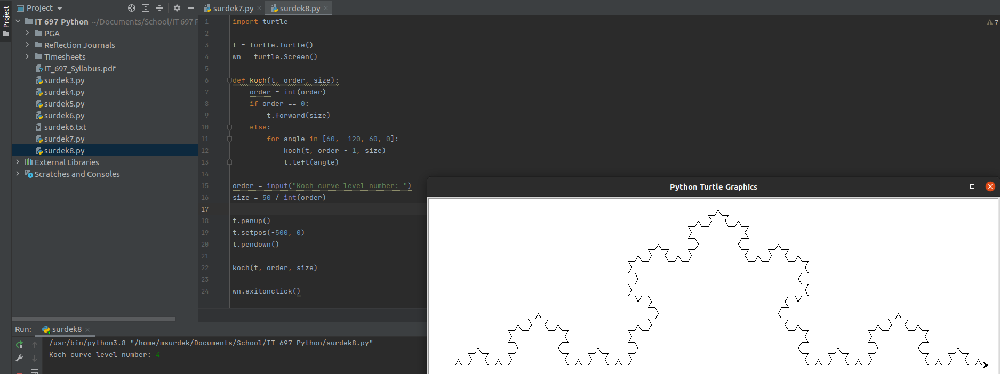 Project
Project
IT 697 Python ~/Documents/School/IT 697 P
PGA
Reflection Journals
Timesheets
IT_697_Syllabus.pdf
surdek3.py
surdek4.py
surdek5.py
surdek6.py
surdek6.txt
surdek7.py
surdek8.py
External Libraries
Scratches and Consoles
surdek7.py
surdek8.py
7
1 import turtle
2
3 t = turtle.Turtle()
4 wn = turtle.Screen()
5
6 def koch(t, order, size):
7     order = int(order)
8     if order == 0:
9         t.forward(size)
10     else:
11         for angle in [60, -120, 60, 0]:
12             koch(t, order - 1, size)
13             t.left(angle)
14
15 order = input("Koch curve level number: ")
16 size = 50 / int(order)
17
18 t.penup()
19 t.setpos(-500, 0)
20 t.pendown()
21
22 koch(t, order, size)
23
24 wn.exitonclick()
Python Turtle Graphics
Run: surdek8
/usr/bin/python3.8 "/home/msurdek/Documents/School/IT 697 Python/surdek8.py"
Koch curve level number: 4